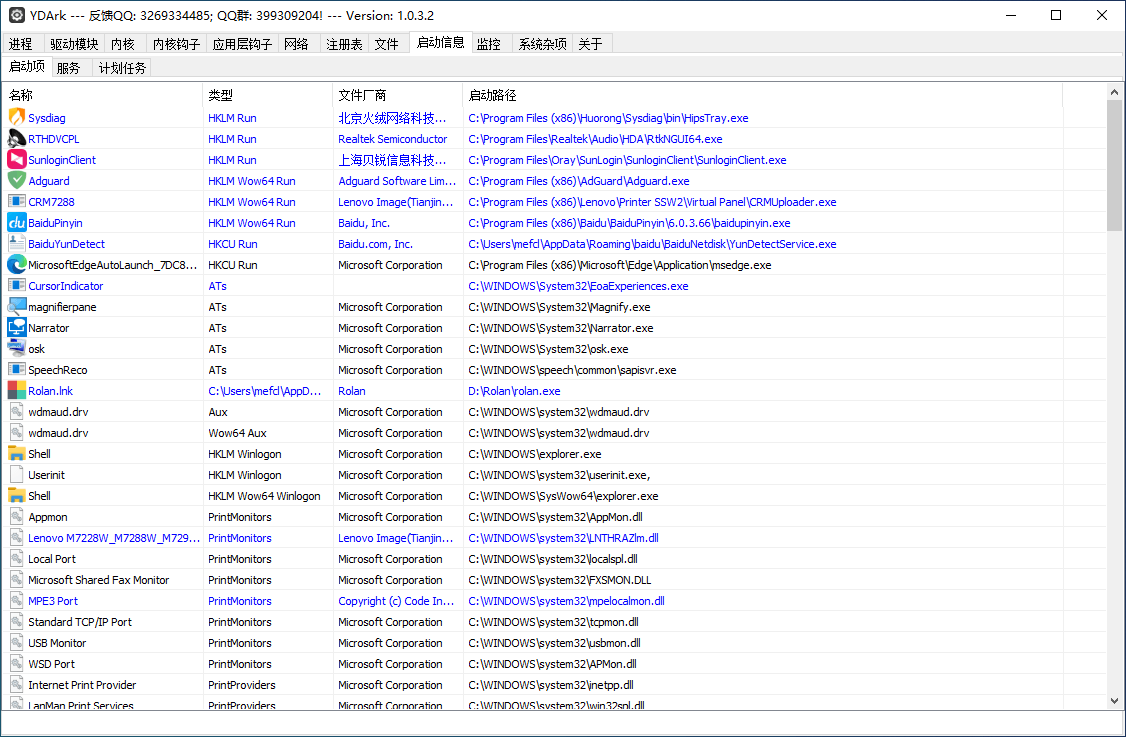 YDArk --- 反馈QQ: 3269334485; QQ群: 399309204! --- Version: 1.0.3.2
进程 驱动模块 内核 内核钩子 应用层钩子 网络 注册表 文件 启动信息 监控 系统杂项 关于
启动项 服务 计划任务
名称 类型 文件厂商 启动路径
Sysdiag HKLM Run 北京火绒网络科技... C:\Program Files (x86)\Huorong\Sysdiag\bin\HipsTray.exe
RTHDVCPL HKLM Run Realtek Semiconductor C:\Program Files\Realtek\Audio\HDA\RtkNGUI64.exe
SunloginClient HKLM Run 上海贝锐信息科技... C:\Program Files\Oray\SunLogin\SunloginClient\SunloginClient.exe
Adguard HKLM Wow64 Run Adguard Software Lim... C:\Program Files (x86)\AdGuard\Adguard.exe
CRM7288 HKLM Wow64 Run Lenovo Image(Tianjin... C:\Program Files (x86)\Lenovo\Printer SSW2\Virtual Panel\CRMUploader.exe
BaiduPinyin HKLM Wow64 Run Baidu, Inc. C:\Program Files (x86)\Baidu\BaiduPinyin\6.0.3.66\baidupinyin.exe
BaiduYunDetect HKCU Run Baidu.com, Inc. C:\Users\mefcl\AppData\Roaming\baidu\BaiduNetdisk\YunDetectService.exe
MicrosoftEdgeAutoLaunch_7DC8... HKCU Run Microsoft Corporation C:\Program Files (x86)\Microsoft\Edge\Application\msedge.exe
CursorIndicator ATs C:\WINDOWS\System32\EoaExperiences.exe
magnifierpane ATs Microsoft Corporation C:\WINDOWS\System32\Magnify.exe
Narrator ATs Microsoft Corporation C:\WINDOWS\System32\Narrator.exe
osk ATs Microsoft Corporation C:\WINDOWS\System32\osk.exe
SpeechReco ATs Microsoft Corporation C:\WINDOWS\speech\common\sapisvr.exe
Rolan.lnk C:\Users\mefcl\AppD... Rolan D:\Rolan\rolan.exe
wdmaud.drv Aux Microsoft Corporation C:\WINDOWS\system32\wdmaud.drv
wdmaud.drv Wow64 Aux Microsoft Corporation C:\WINDOWS\system32\wdmaud.drv
Shell HKLM Winlogon Microsoft Corporation C:\WINDOWS\explorer.exe
Userinit HKLM Winlogon Microsoft Corporation C:\WINDOWS\system32\userinit.exe,
Shell HKLM Wow64 Winlogon Microsoft Corporation C:\WINDOWS\SysWow64\explorer.exe
Appmon PrintMonitors Microsoft Corporation C:\WINDOWS\system32\AppMon.dll
Lenovo M7228W_M7288W_M729... PrintMonitors Lenovo Image(Tianjin... C:\WINDOWS\system32\LNTHRAZlm.dll
Local Port PrintMonitors Microsoft Corporation C:\WINDOWS\system32\localspl.dll
Microsoft Shared Fax Monitor PrintMonitors Microsoft Corporation C:\WINDOWS\system32\FXSMON.DLL
MPE3 Port PrintMonitors Copyright (c) Code In... C:\WINDOWS\system32\mpelocalmon.dll
Standard TCP/IP Port PrintMonitors Microsoft Corporation C:\WINDOWS\system32\tcpmon.dll
USB Monitor PrintMonitors Microsoft Corporation C:\WINDOWS\system32\usbmon.dll
WSD Port PrintMonitors Microsoft Corporation C:\WINDOWS\system32\APMon.dll
Internet Print Provider PrintProviders Microsoft Corporation C:\WINDOWS\system32\inetpp.dll
LanMan Print Services PrintProviders Microsoft Corporation C:\WINDOWS\system32\win32spl.dll